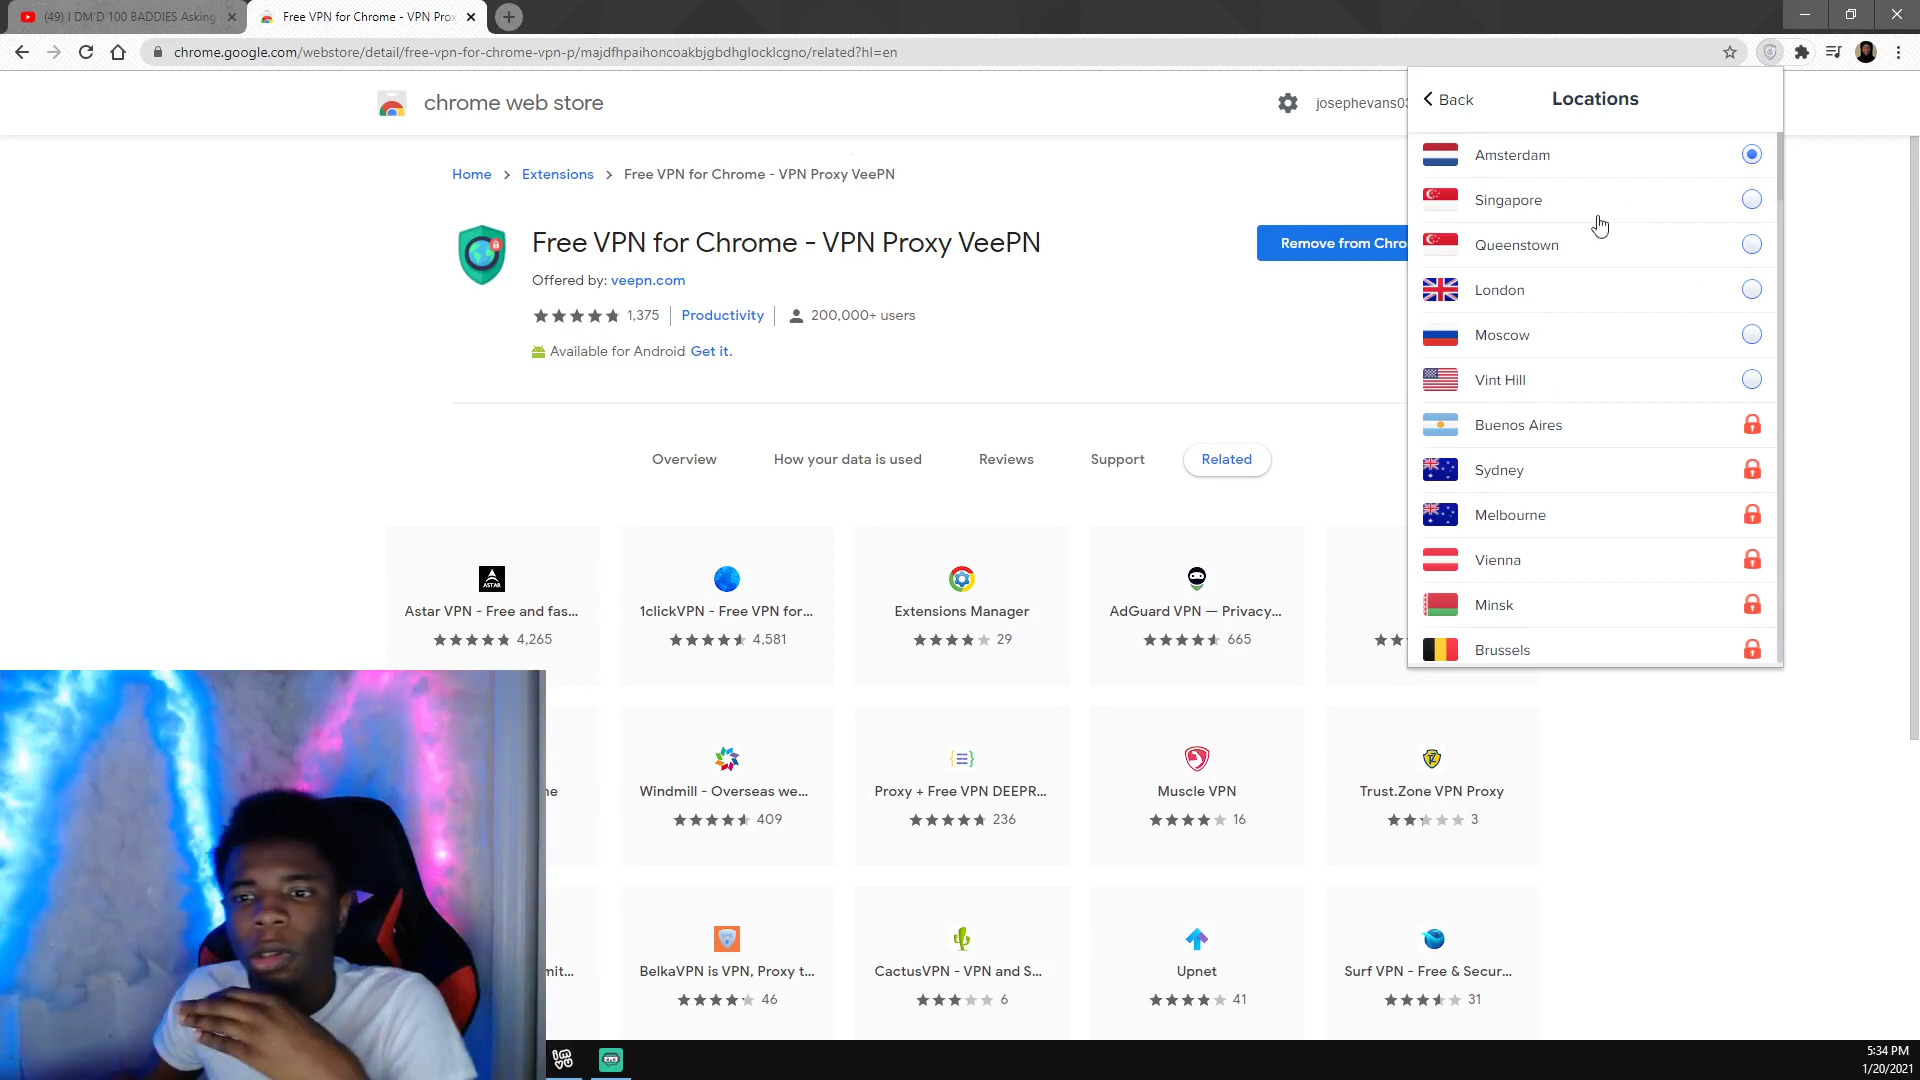 (49) I DM'D 100 BADDIES Asking
Free VPN for Chrome - VPN Prox
chrome.google.com/webstore/detail/free-vpn-for-chrome-vpn-p/majdfhpaihoncoakbjgbdhglocklcgno/related?hl=en
chrome web store
josephevans03
Home > Extensions > Free VPN for Chrome - VPN Proxy VeePN
Free VPN for Chrome - VPN Proxy VeePN
Remove from Chro
Offered by: veepn.com
1,375 Productivity 200,000+ users
Available for Android Get it.
Overview How your data is used Reviews Support Related
ASTAR
Astar VPN - Free and fas... 1clickVPN - Free VPN for... Extensions Manager AdGuard VPN — Privacy...
4,265 4,581 29 665
ne Windmill - Overseas we... Proxy + Free VPN DEEPR... Muscle VPN Trust.Zone VPN Proxy
409 236 16 3
VPN
mit... BelkaVPN is VPN, Proxy t... CactusVPN - VPN and S... Upnet Surf VPN - Free & Secur...
46 6 41 31
Back Locations
Amsterdam
Singapore
Queenstown
London
Moscow
Vint Hill
Buenos Aires
Sydney
Melbourne
Vienna
Minsk
Brussels
5:34 PM
1/20/2021